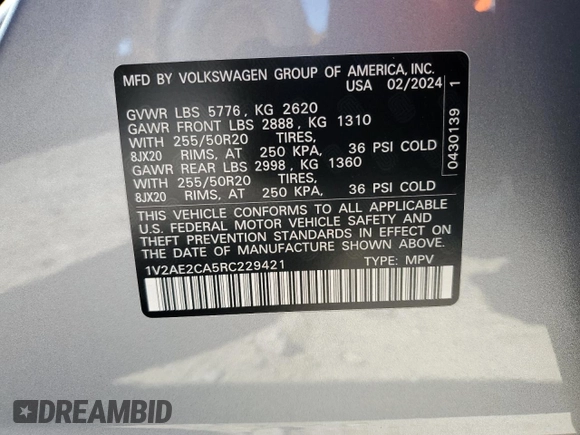 MFD BY VOLKSWAGEN GROUP OF AMERICA, INC.
USA 02/2024
GVWR LBS 5776, KG 2620
GAWR FRONT LBS 2888, KG 1310
WITH 255/50R20 TIRES,
8JX20 RIMS, AT 250 KPA, 36 PSI COLD
GAWR REAR LBS 2998, KG 1360
WITH 255/50R20 TIRES,
8JX20 RIMS, AT 250 KPA, 36 PSI COLD
THIS VEHICLE CONFORMS TO ALL APPLICABLE
U.S. FEDERAL MOTOR VEHICLE SAFETY AND
THEFT PREVENTION STANDARDS IN EFFECT ON
THE DATE OF MANUFACTURE SHOWN ABOVE.
1V2AE2CA5RC229421 TYPE: MPV
0430139 1
DREAMBID